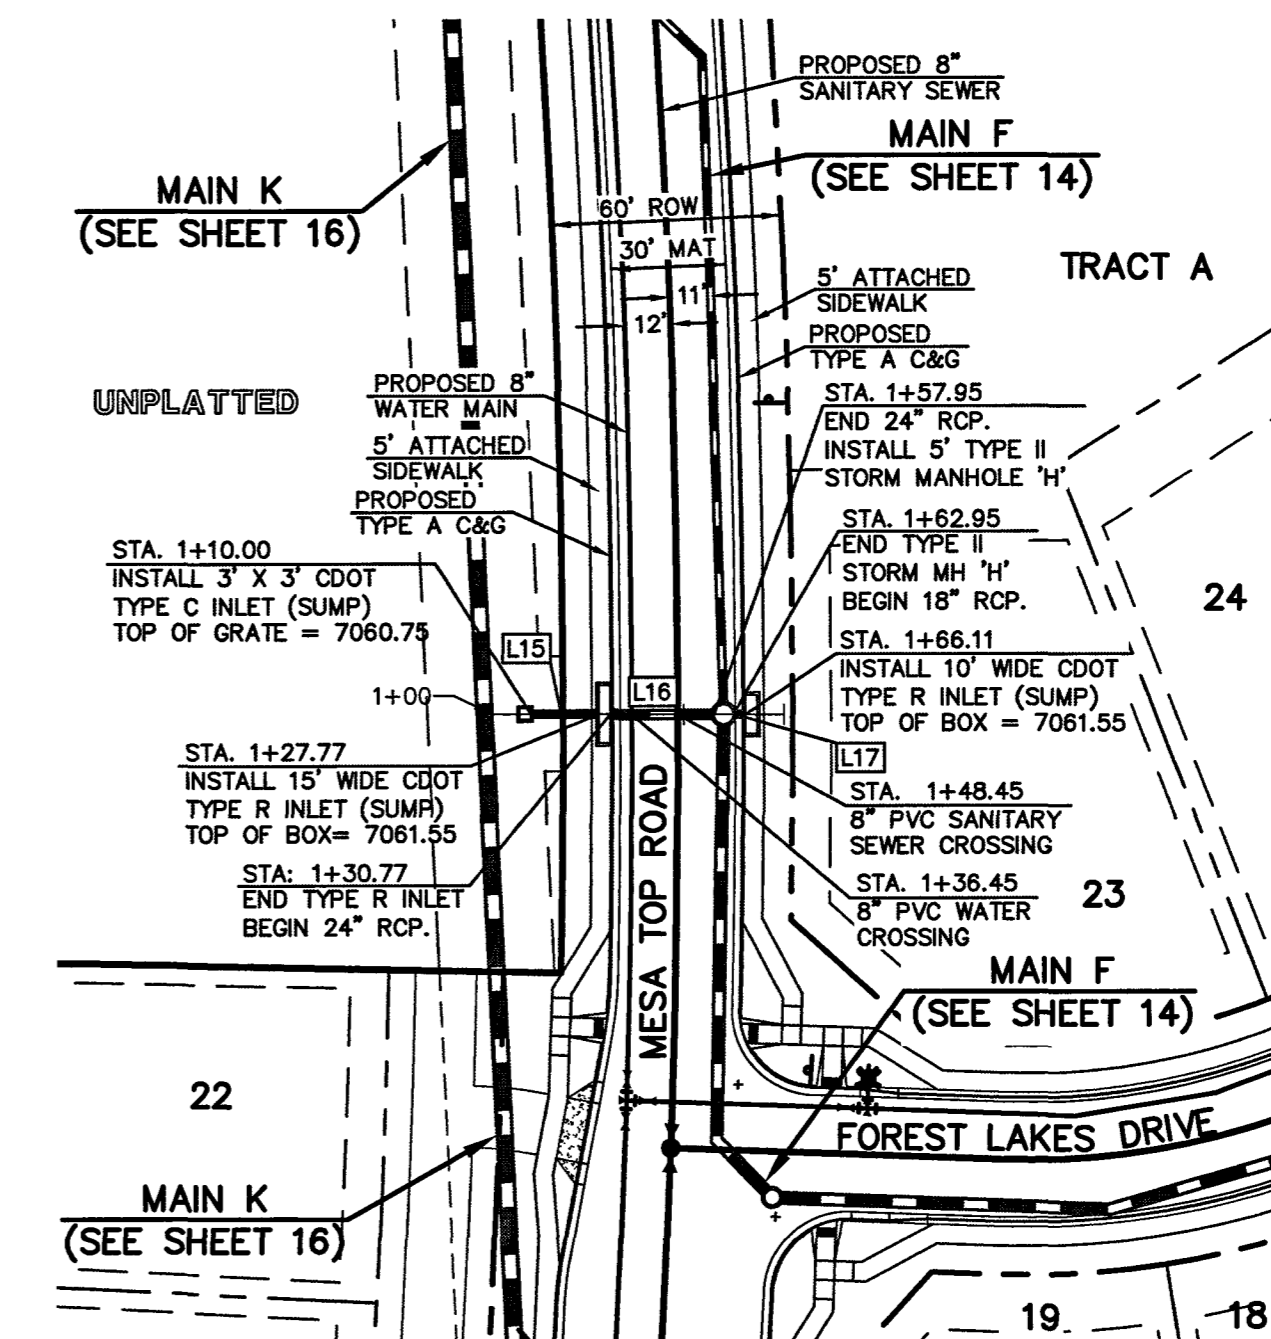 PROPOSED 8"
SANITARY SEWER
MAIN F
(SEE SHEET 14)
MAIN K
(SEE SHEET 16)
60' ROW
30' MAT
11'
12'
TRACT A
5' ATTACHED
SIDEWALK
PROPOSED
TYPE A C&G
UNPLATTED
PROPOSED 8"
WATER MAIN
5' ATTACHED
SIDEWALK
PROPOSED
TYPE A C&G
STA. 1+57.95
END 24" RCP.
INSTALL 5' TYPE II
STORM MANHOLE 'H'
STA. 1+62.95
END TYPE II
STORM MH 'H'
BEGIN 18" RCP.
24
STA. 1+10.00
INSTALL 3' X 3' CDOT
TYPE C INLET (SUMP)
TOP OF GRATE = 7060.75
L15
L16
1+00
STA. 1+66.11
INSTALL 10' WIDE CDOT
TYPE R INLET (SUMP)
TOP OF BOX = 7061.55
L17
STA. 1+27.77
INSTALL 15' WIDE CDOT
TYPE R INLET (SUMP)
TOP OF BOX= 7061.55
STA. 1+48.45
8" PVC SANITARY
SEWER CROSSING
STA: 1+30.77
END TYPE R INLET
BEGIN 24" RCP.
STA. 1+36.45
8" PVC WATER
CROSSING
23
MESA TOP ROAD
MAIN F
(SEE SHEET 14)
22
FOREST LAKES DRIVE
MAIN K
(SEE SHEET 16)
19
18